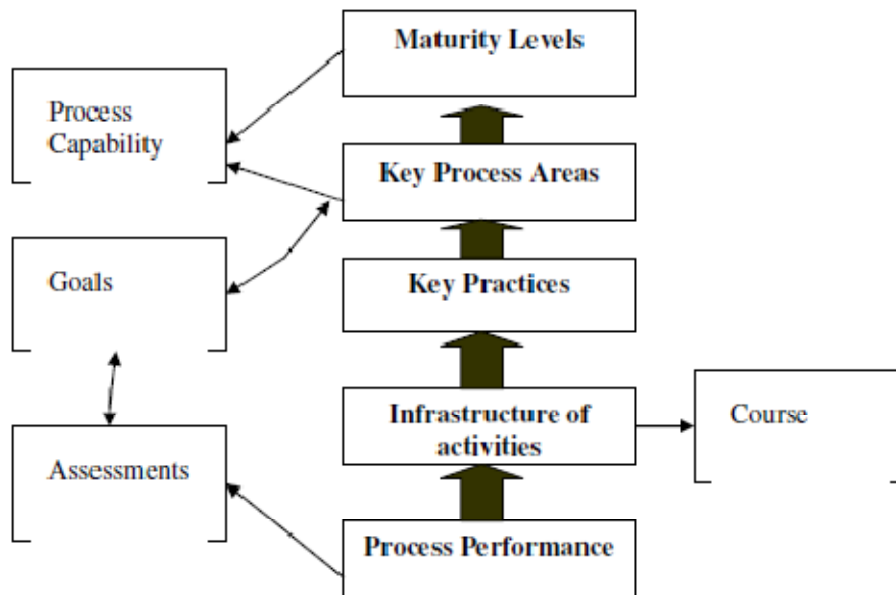 Maturity Levels
Process
Capability
Key Process Areas
Goals
Key Practices
Infrastructure of
activities
Course
Assessments
Process Performance